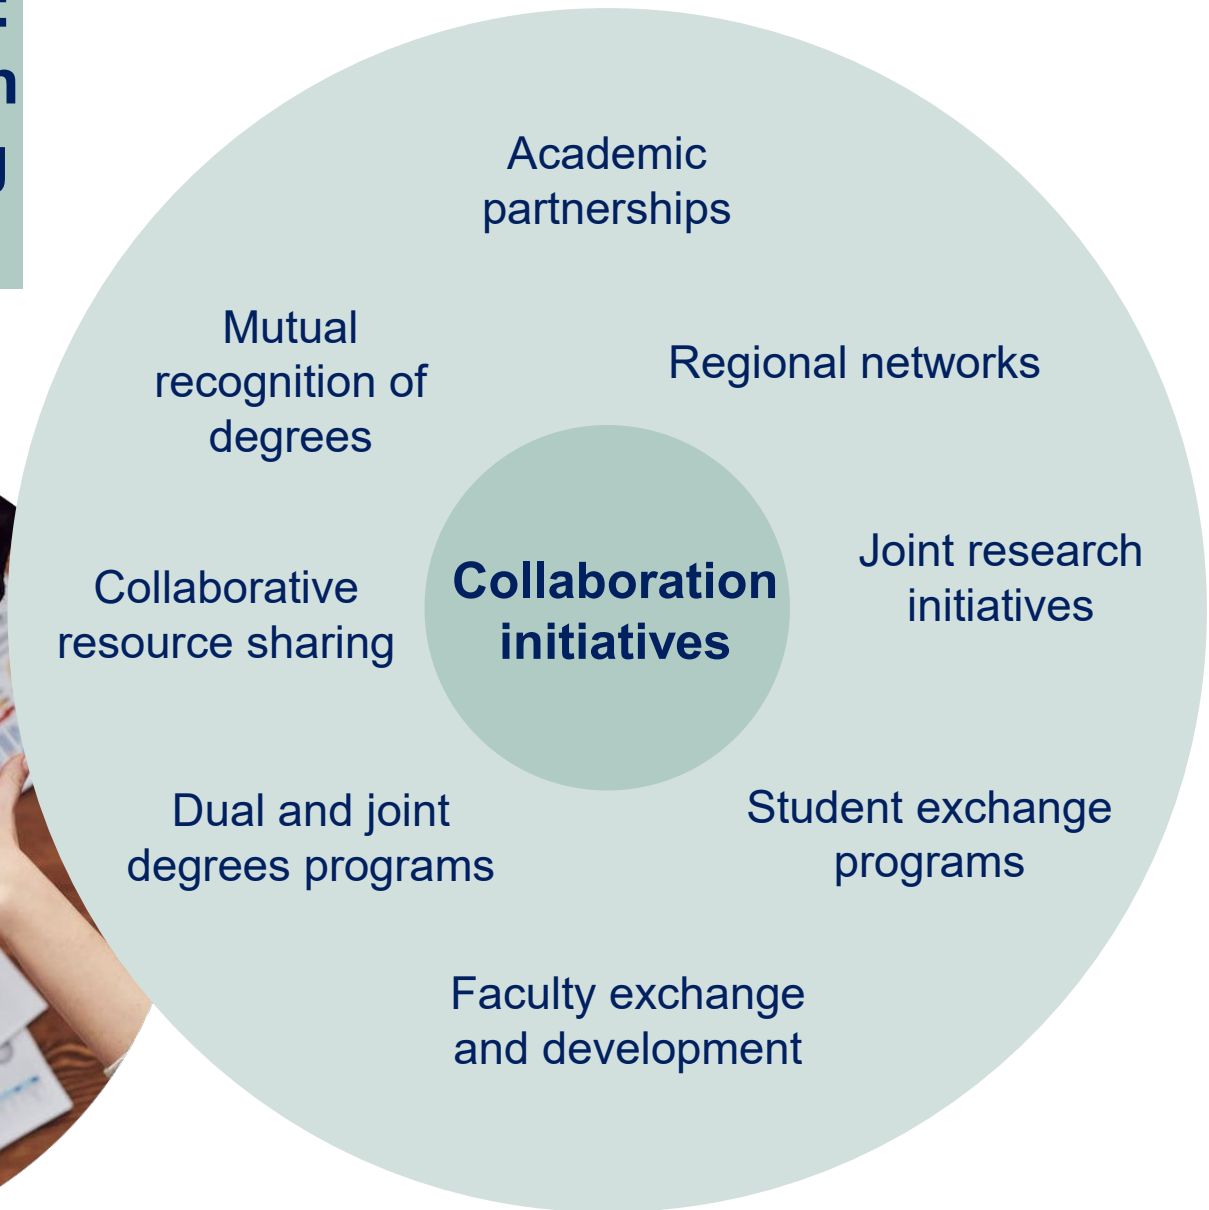 Academic
partnerships
Regional networks
Joint research
initiatives
Student exchange
programs
Faculty exchange
and development
Dual and joint
degrees programs
Collaborative
resource sharing
Mutual
recognition of
degrees
Collaboration
initiatives